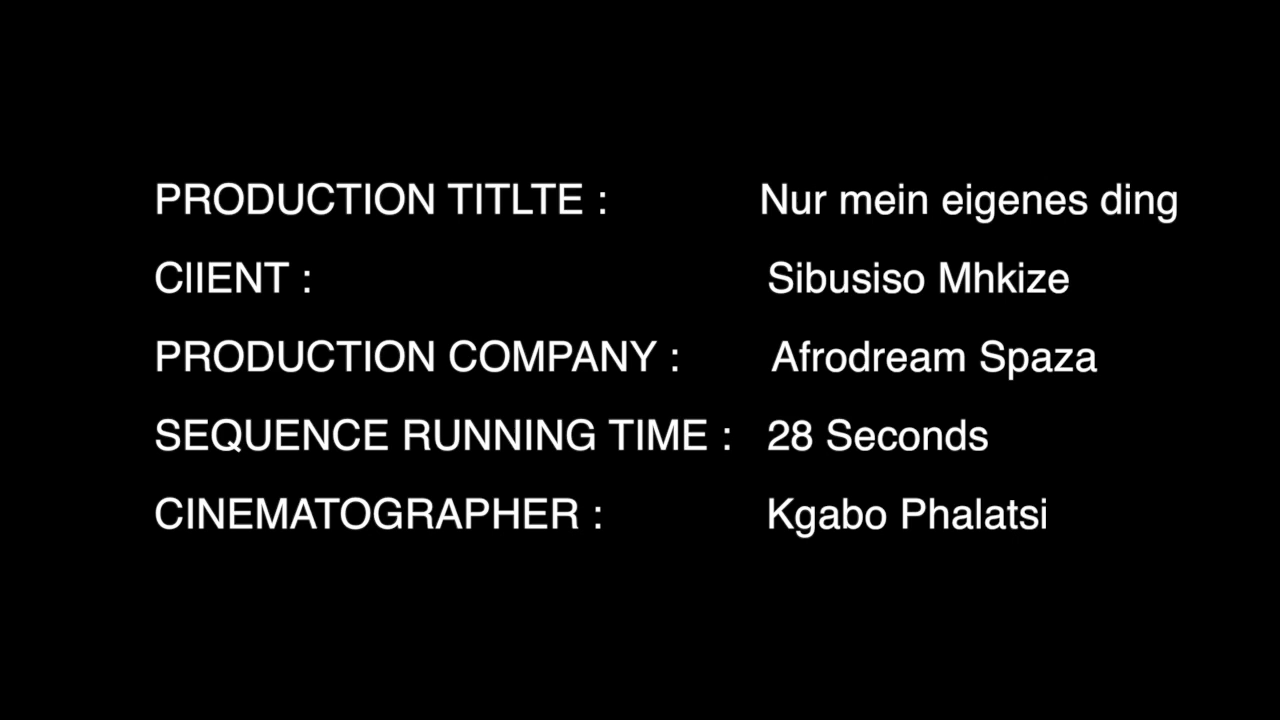 PRODUCTION TITLTE : Nur mein eigenes ding
ClIENT : Sibusiso Mhkize
PRODUCTION COMPANY : Afrodream Spaza
SEQUENCE RUNNING TIME : 28 Seconds
CINEMATOGRAPHER : Kgabo Phalatsi